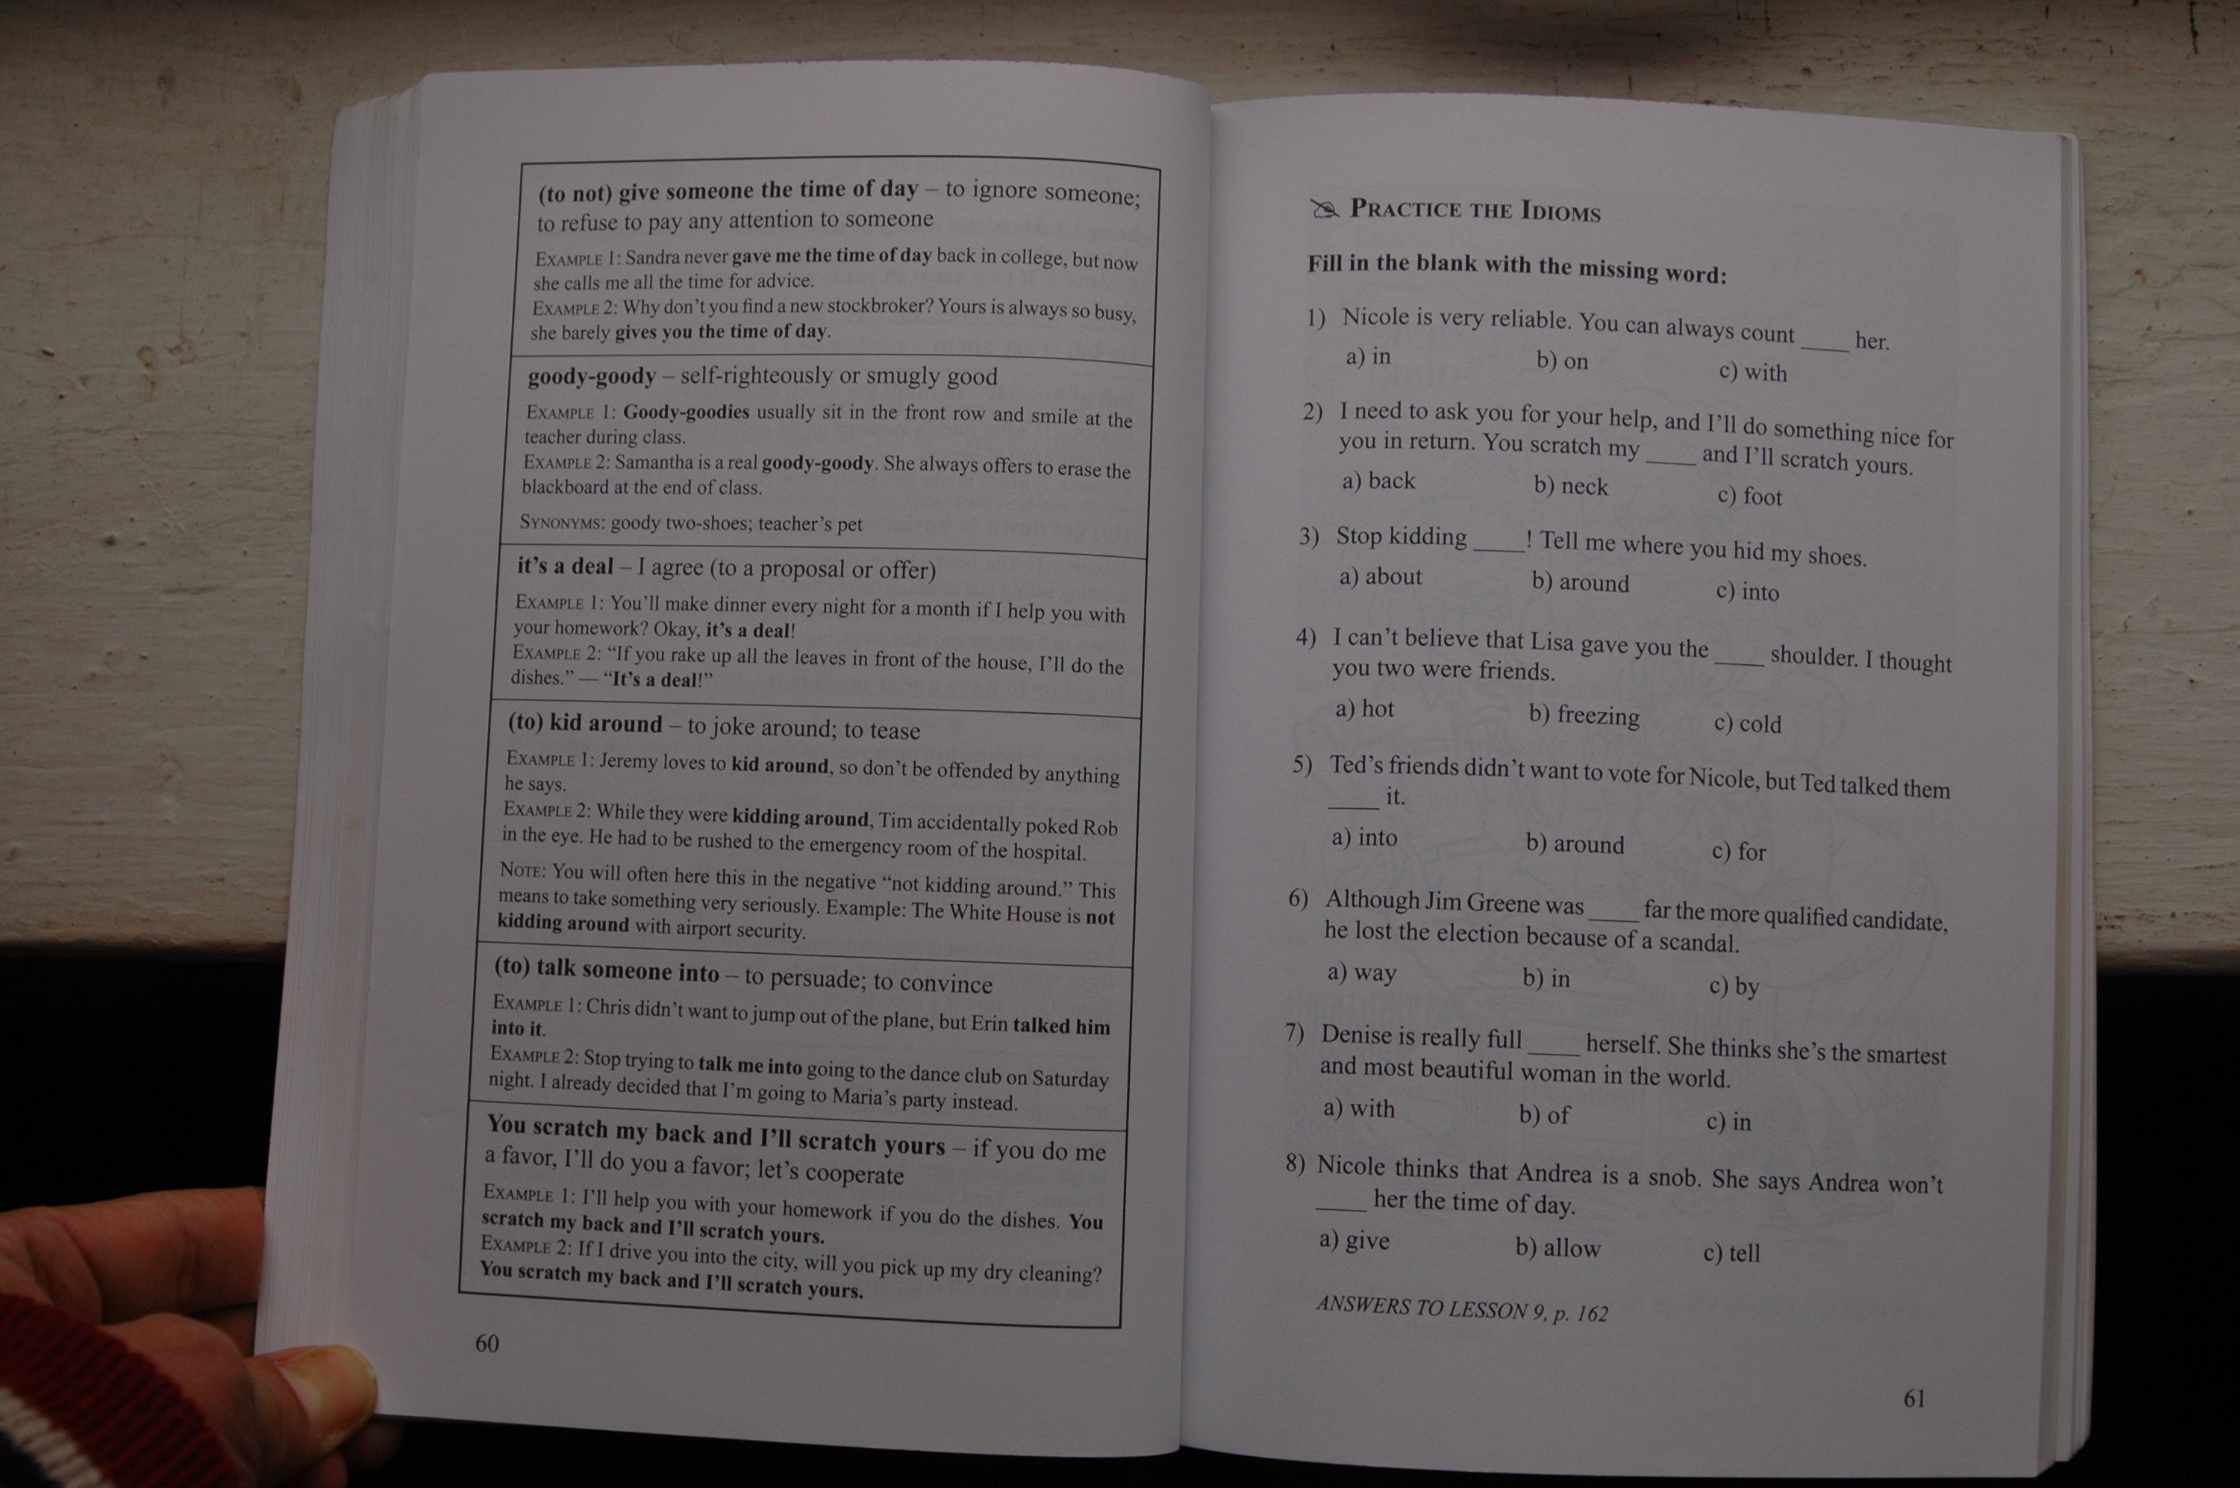 (to not) give someone the time of day – to ignore someone;
to refuse to pay any attention to someone
EXAMPLE 1: Sandra never gave me the time of day back in college, but now
she calls me all the time for advice.
EXAMPLE 2: Why don't you find a new stockbroker? Yours is always so busy,
she barely gives you the time of day.
goody-goody – self-righteously or smugly good
EXAMPLE 1: Goody-goodies usually sit in the front row and smile at the
teacher during class.
EXAMPLE 2: Samantha is a real goody-goody. She always offers to erase the
blackboard at the end of class.
SYNONYMS: goody two-shoes; teacher's pet
it's a deal – I agree (to a proposal or offer)
EXAMPLE 1: You'll make dinner every night for a month if I help you with
your homework? Okay, it's a deal!
EXAMPLE 2: “If you rake up all the leaves in front of the house, I'll do the
dishes.” — “It's a deal!”
(to) kid around – to joke around; to tease
EXAMPLE 1: Jeremy loves to kid around, so don't be offended by anything
he says.
EXAMPLE 2: While they were kidding around, Tim accidentally poked Rob
in the eye. He had to be rushed to the emergency room of the hospital.
NOTE: You will often here this in the negative “not kidding around.” This
means to take something very seriously. Example: The White House is not
kidding around with airport security.
(to) talk someone into – to persuade; to convince
EXAMPLE 1: Chris didn't want to jump out of the plane, but Erin talked him
into it.
EXAMPLE 2: Stop trying to talk me into going to the dance club on Saturday
night. I already decided that I'm going to Maria's party instead.
You scratch my back and I'll scratch yours – if you do me
a favor, I'll do you a favor; let's cooperate
EXAMPLE 1: I'll help you with your homework if you do the dishes. You
scratch my back and I'll scratch yours.
EXAMPLE 2: If I drive you into the city, will you pick up my dry cleaning?
You scratch my back and I'll scratch yours.
60
PRACTICE THE IDIOMS
Fill in the blank with the missing word:
1) Nicole is very reliable. You can always count ____ her.
a) in b) on c) with
2) I need to ask you for your help, and I'll do something nice for
you in return. You scratch my ____ and I'll scratch yours.
a) back b) neck c) foot
3) Stop kidding ____! Tell me where you hid my shoes.
a) about b) around c) into
4) I can't believe that Lisa gave you the ____ shoulder. I thought
you two were friends.
a) hot b) freezing c) cold
5) Ted's friends didn't want to vote for Nicole, but Ted talked them
____ it.
a) into b) around c) for
6) Although Jim Greene was ____ far the more qualified candidate,
he lost the election because of a scandal.
a) way b) in c) by
7) Denise is really full ____ herself. She thinks she's the smartest
and most beautiful woman in the world.
a) with b) of c) in
8) Nicole thinks that Andrea is a snob. She says Andrea won't
____ her the time of day.
a) give b) allow c) tell
ANSWERS TO LESSON 9, p. 162
61